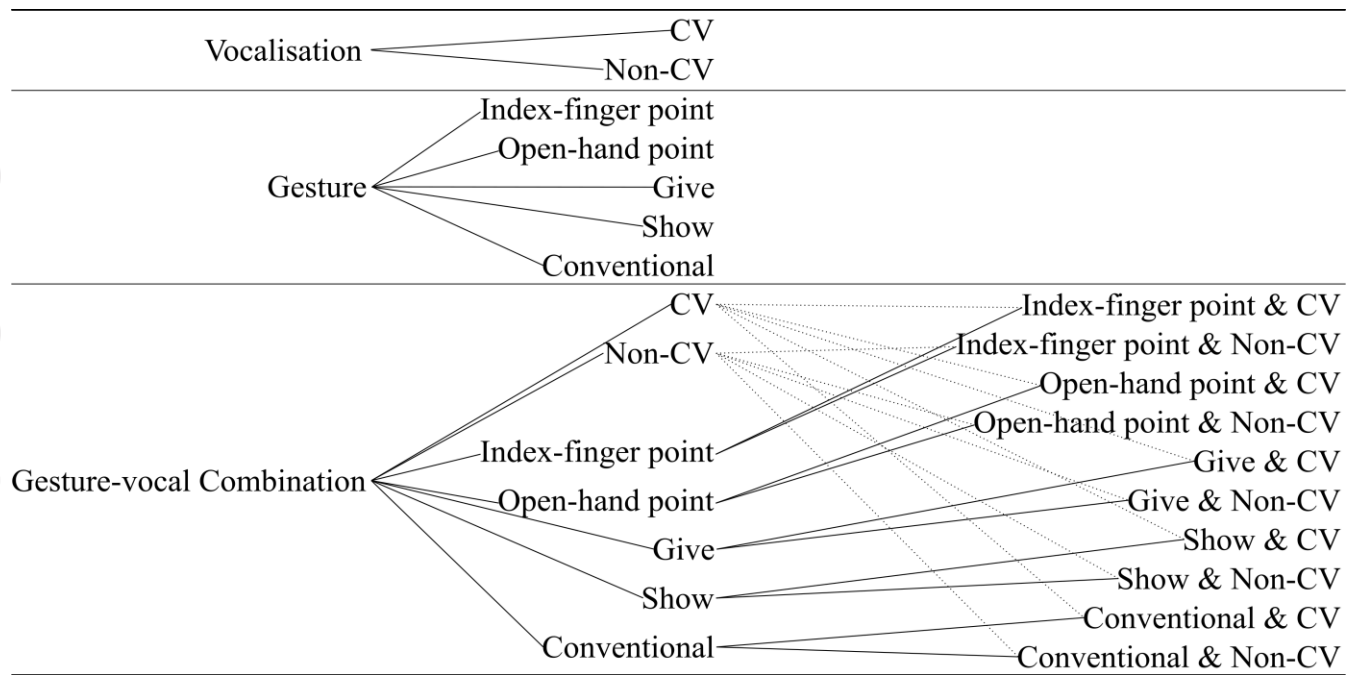 Vocalisation
CV
Non-CV
Gesture
Index-finger point
Open-hand point
Give
Show
Conventional
Gesture-vocal Combination
CV
Non-CV
Index-finger point
Open-hand point
Give
Show
Conventional
Index-finger point & CV
Index-finger point & Non-CV
Open-hand point & CV
Open-hand point & Non-CV
Give & CV
Give & Non-CV
Show & CV
Show & Non-CV
Conventional & CV
Conventional & Non-CV